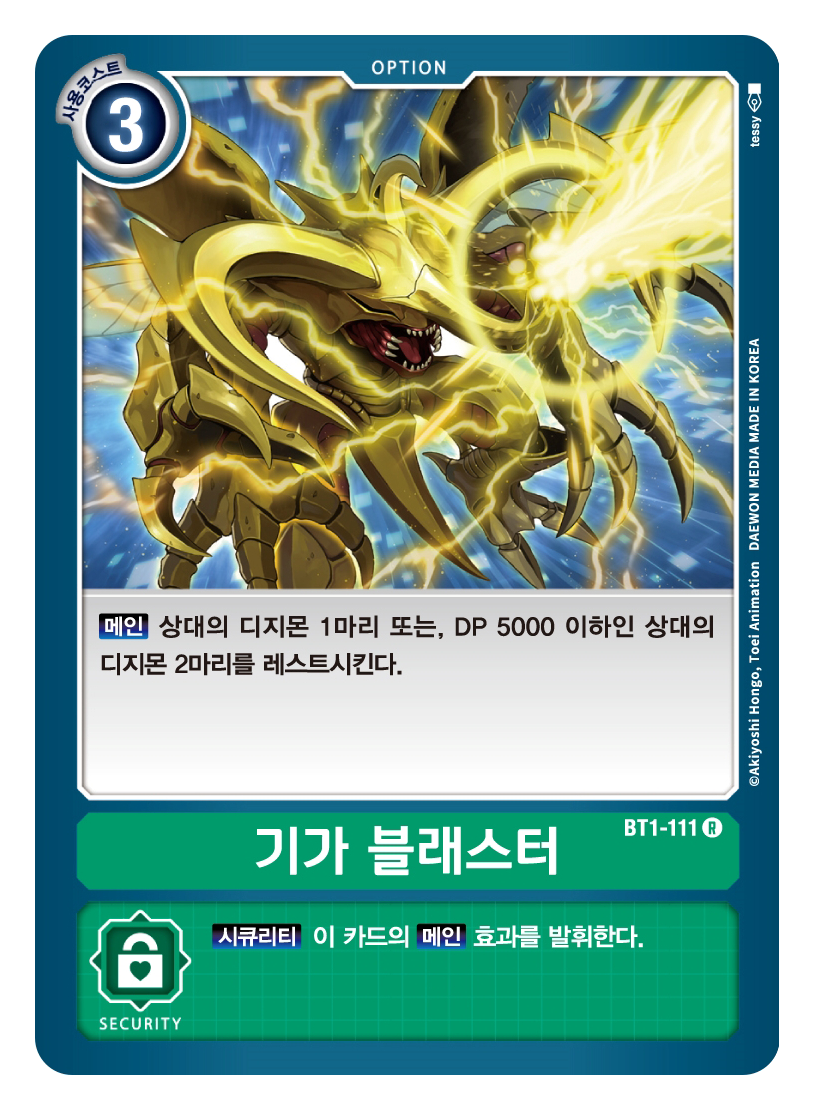 OPTION
사용코스트
3
tessy
메인 상대의 디지몬 1마리 또는, DP 5000 이하인 상대의
디지몬 2마리를 레스트시킨다.
©Akiyoshi Hongo, Toei Animation DAEWON MEDIA MADE IN KOREA
BT1-111 R
기가 블래스터
시큐리티 이 카드의 메인 효과를 발휘한다.
SECURITY